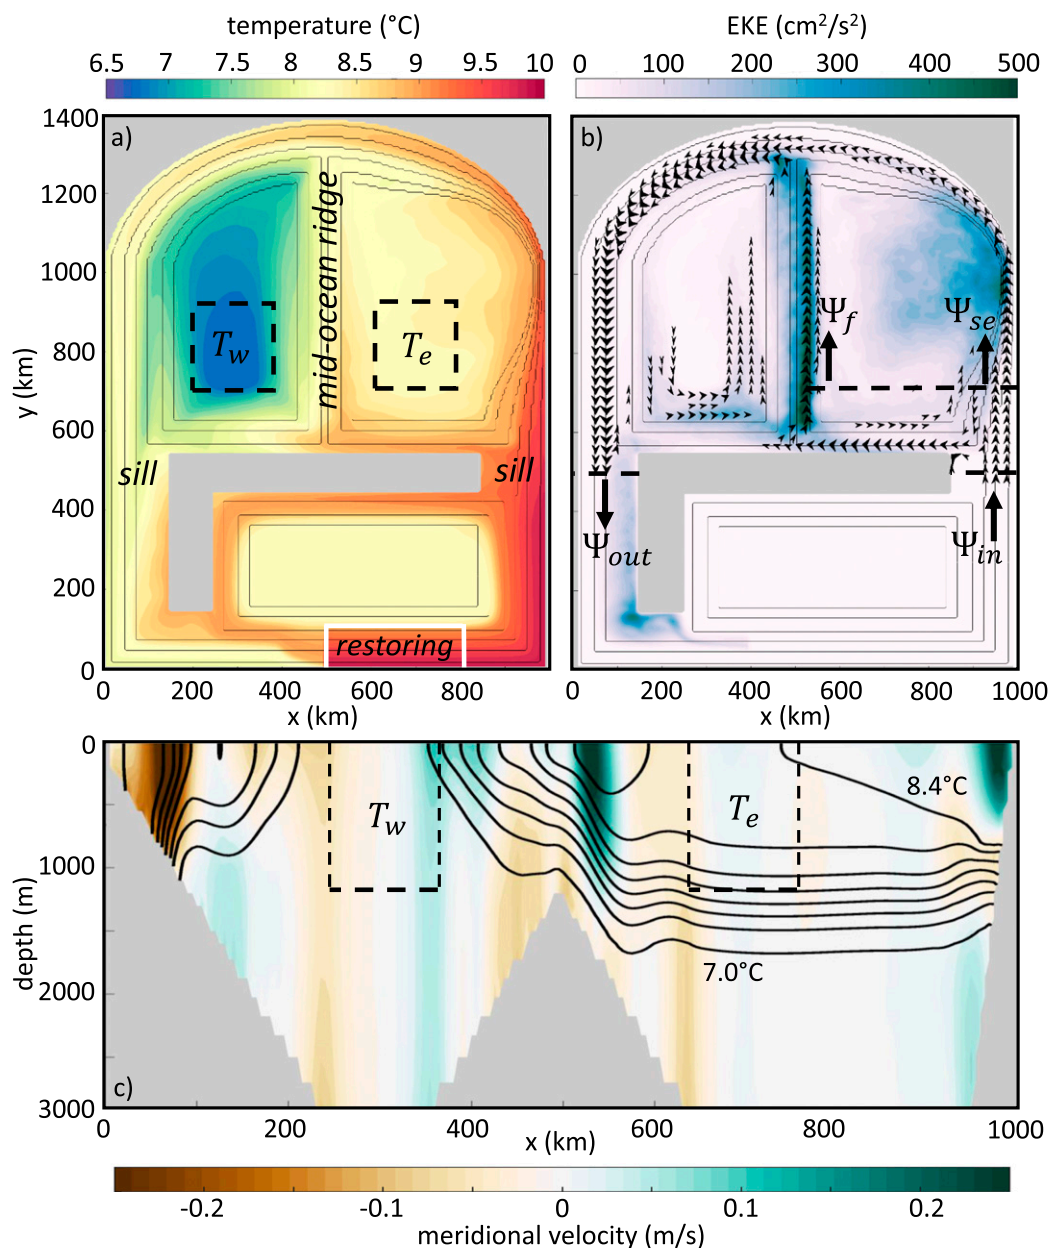 temperature (°C)
6.5 7 7.5 8 8.5 9 9.5 10
EKE (cm²/s²)
0 100 200 300 400 500
a)
1400
1200
1000
800
600
400
200
0
y (km)
mid-ocean ridge
T_w
T_e
sill
sill
restoring
0 200 400 600 800
x (km)
b)
Ψ_f
Ψ_se
Ψ_out
Ψ_in
0 200 400 600 800 1000
x (km)
0
1000
2000
3000
depth (m)
T_w
T_e
8.4°C
7.0°C
c)
0 200 400 600 800 1000
x (km)
-0.2 -0.1 0 0.1 0.2
meridional velocity (m/s)